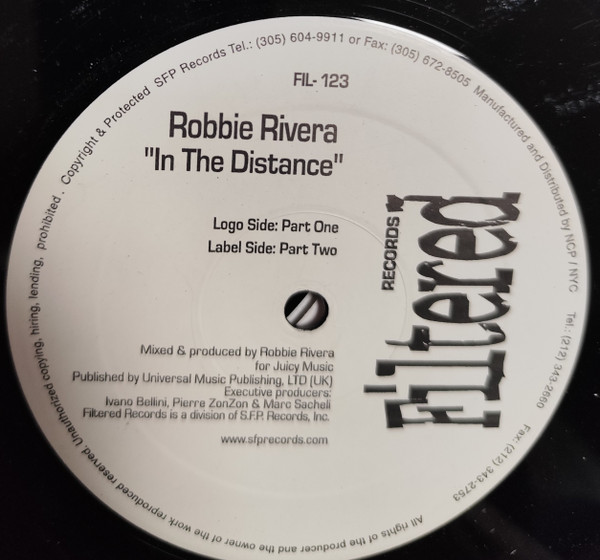 FIL- 123
Robbie Rivera
"In The Distance"
Logo Side: Part One
Label Side: Part Two
Filtered
RECORDS
Mixed & produced by Robbie Rivera
for Juicy Music
Published by Universal Music Publishing, LTD (UK)
Executive producers:
Ivano Bellini, Pierre ZonZon & Marc Sacheli
Filtered Records is a division of S.F.P. Records, Inc.
www.sfprecords.com
All rights of the producer and the owner of the work reproduced reserved. Unauthorized copying, hiring, lending, prohibited . Copyright & Protected SFP Records Tel.: (305) 604-9911 or Fax: (305) 672-8505 Manufactured and Distributed by NCP / NYC Tel.: (212) 343-2660 Fax: (212) 343-2753